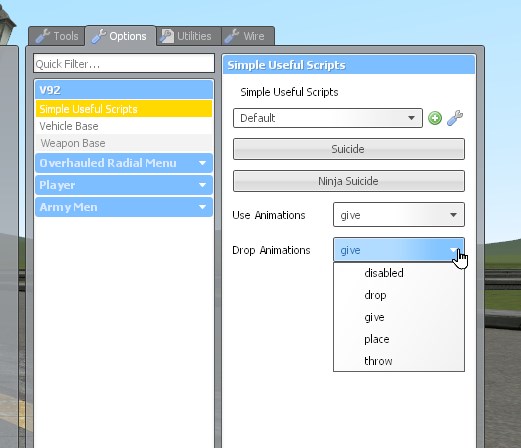 Tools
Options
Utilities
Wire
Quick Filter...
V92
Simple Useful Scripts
Vehicle Base
Weapon Base
Overhauled Radial Menu
Player
Army Men
Simple Useful Scripts
Simple Useful Scripts
Default
Suicide
Ninja Suicide
Use Animations
give
Drop Animations
give
disabled
drop
give
place
throw